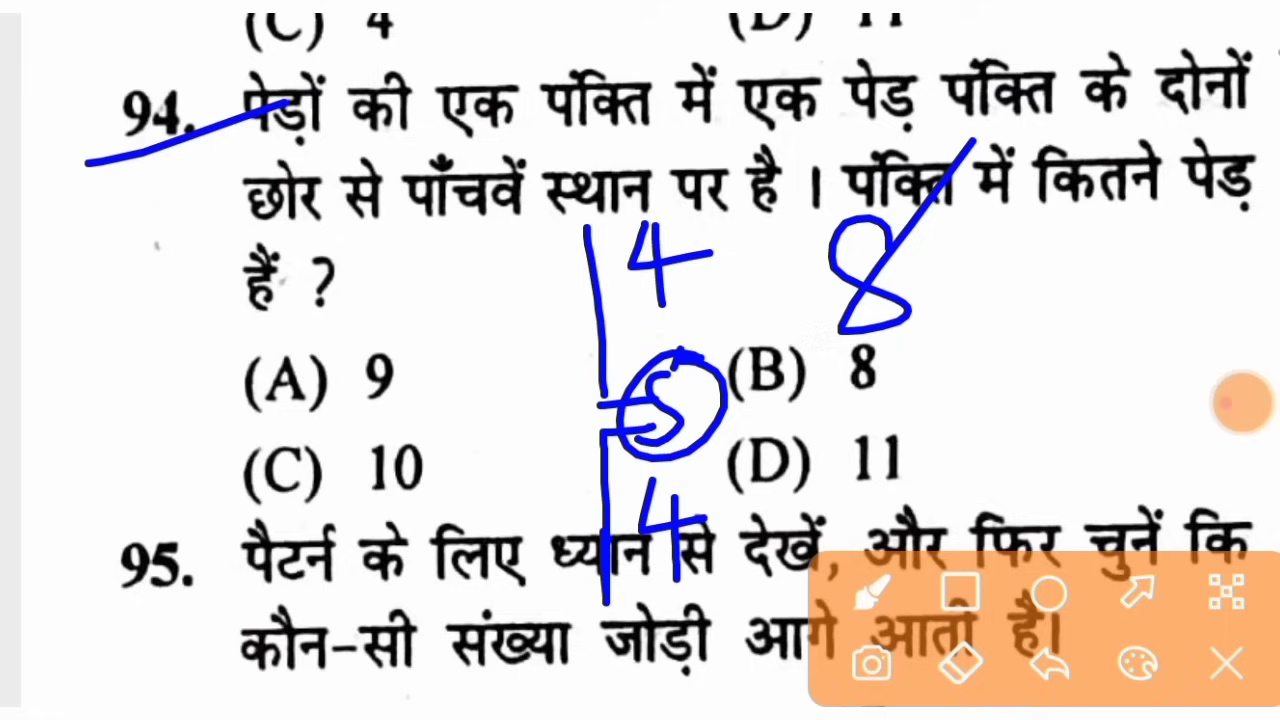 (C) 4 (D) 11
94. पेड़ों की एक पंक्ति में एक पेड़ पंक्ति के दोनों
छोर से पाँचवें स्थान पर है । पंक्ति में कितने पेड़
हैं ?
4 8
(A) 9 (B) 8
5
(C) 10 (D) 11
4
95. पैटर्न के लिए ध्यान से देखें, और फिर चुनें कि
कौन-सी संख्या जोड़ी आगे आती है।